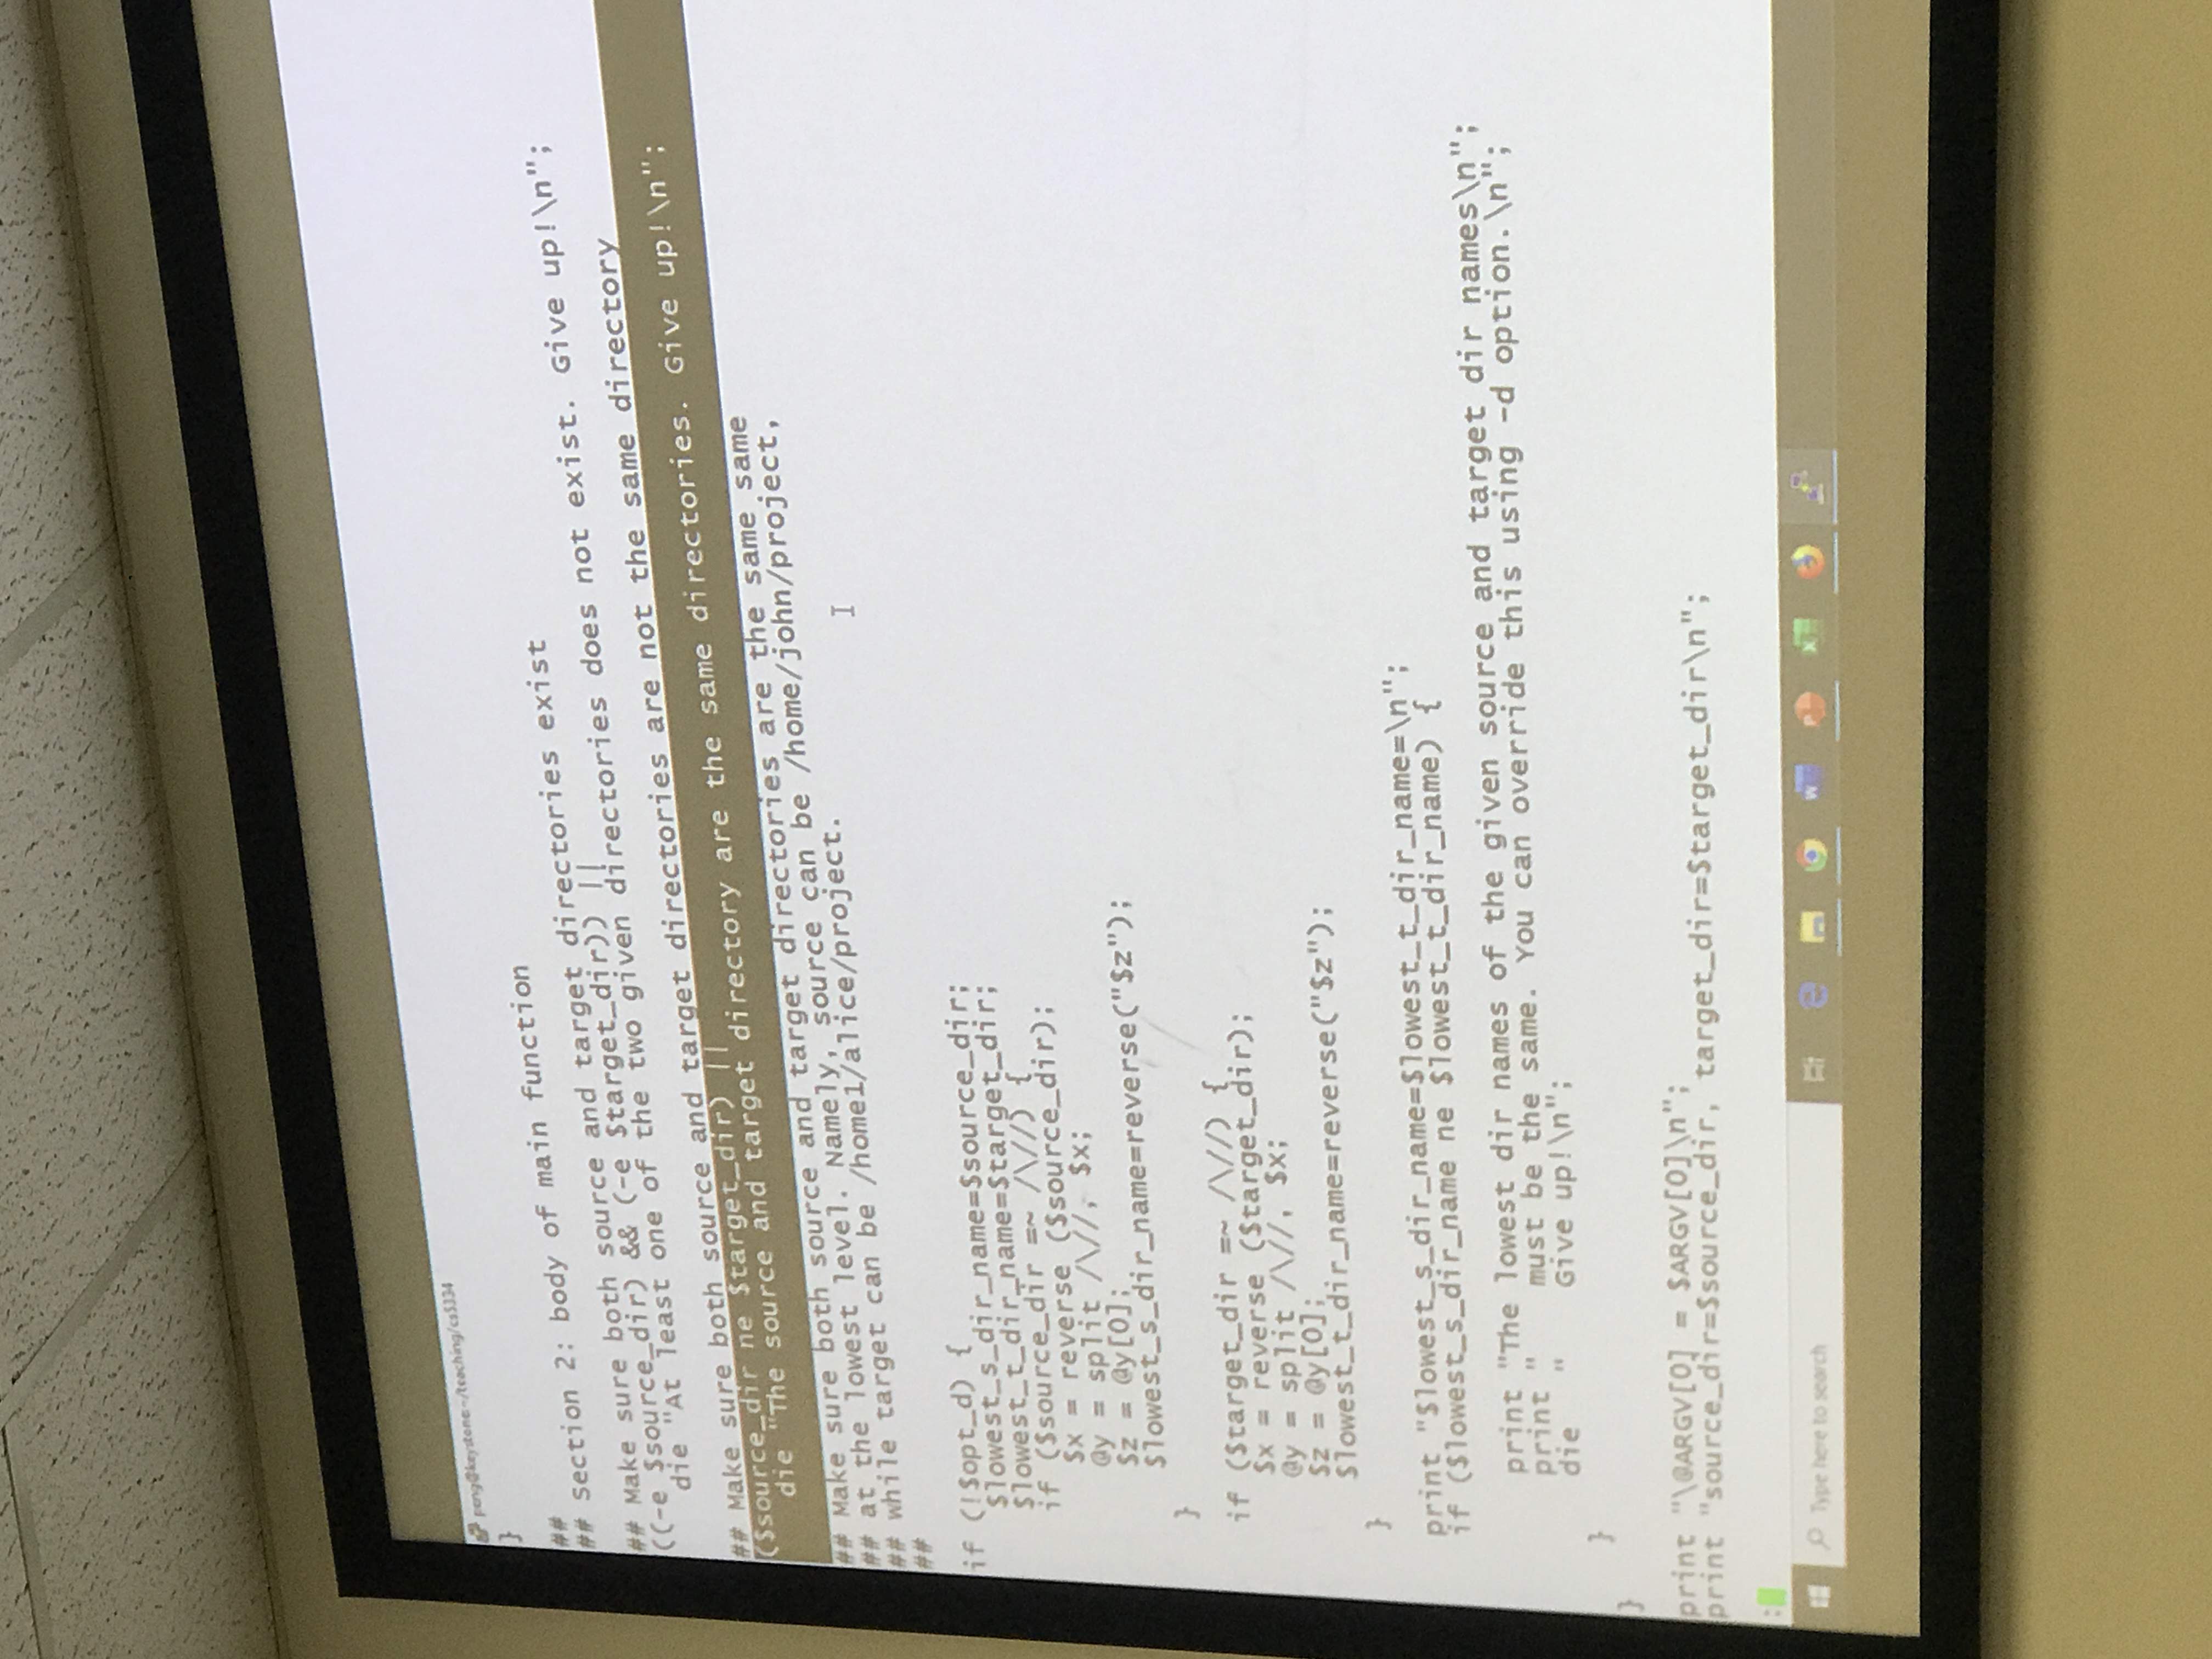 peng@keystone:~/teaching/cs5334
}
##
## Section 2: body of main function
## Make sure both source and target directories exist
((-e $source_dir) && (-e $target_dir)) ||
    die "At least one of the two given directories does not exist. Give up!\n";
## Make sure both source and target directories are not the same directory
($source_dir ne $target_dir) ||
    die "The source and target directory are the same directories. Give up!\n";
## Make sure both source and target directories are the same same
## at the lowest level. Namely, source can be /home/john/project,
## while target can be /home1/alice/project.
##
if (!$opt_d) {
    $lowest_s_dir_name=$source_dir;
    $lowest_t_dir_name=$target_dir;
    if ($source_dir =~ /\//) {
        $x = reverse ($source_dir);
        @y = split /\//, $x;
        $z = @y[0];
        $lowest_s_dir_name=reverse("$z");
    }
    if ($target_dir =~ /\//) {
        $x = reverse ($target_dir);
        @y = split /\//, $x;
        $z = @y[0];
        $lowest_t_dir_name=reverse("$z");
    }
    print "$lowest_s_dir_name=$lowest_t_dir_name=\n";
    if ($lowest_s_dir_name ne $lowest_t_dir_name) {
        print "The lowest dir names of the given source and target dir names\n";
        print "    must be the same. You can override this using -d option.\n";
        die   "    Give up!\n";
    }
}
print "\@ARGV[0] = $ARGV[0]\n";
print "source_dir=$source_dir, target_dir=$target_dir\n";
:
Type here to search